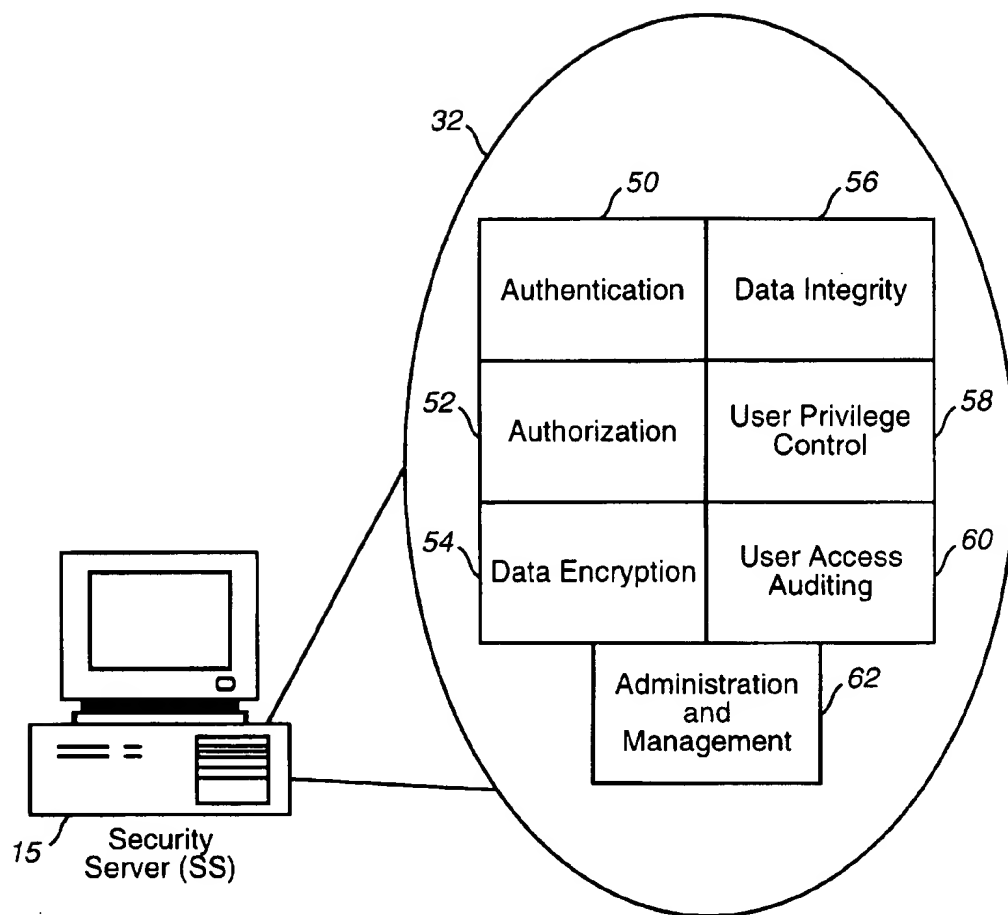 32
50
56
Authentication
Data Integrity
52
Authorization
User Privilege
Control
58
54
Data Encryption
User Access
Auditing
60
Administration
and
Management
62
15
Security
Server (SS)